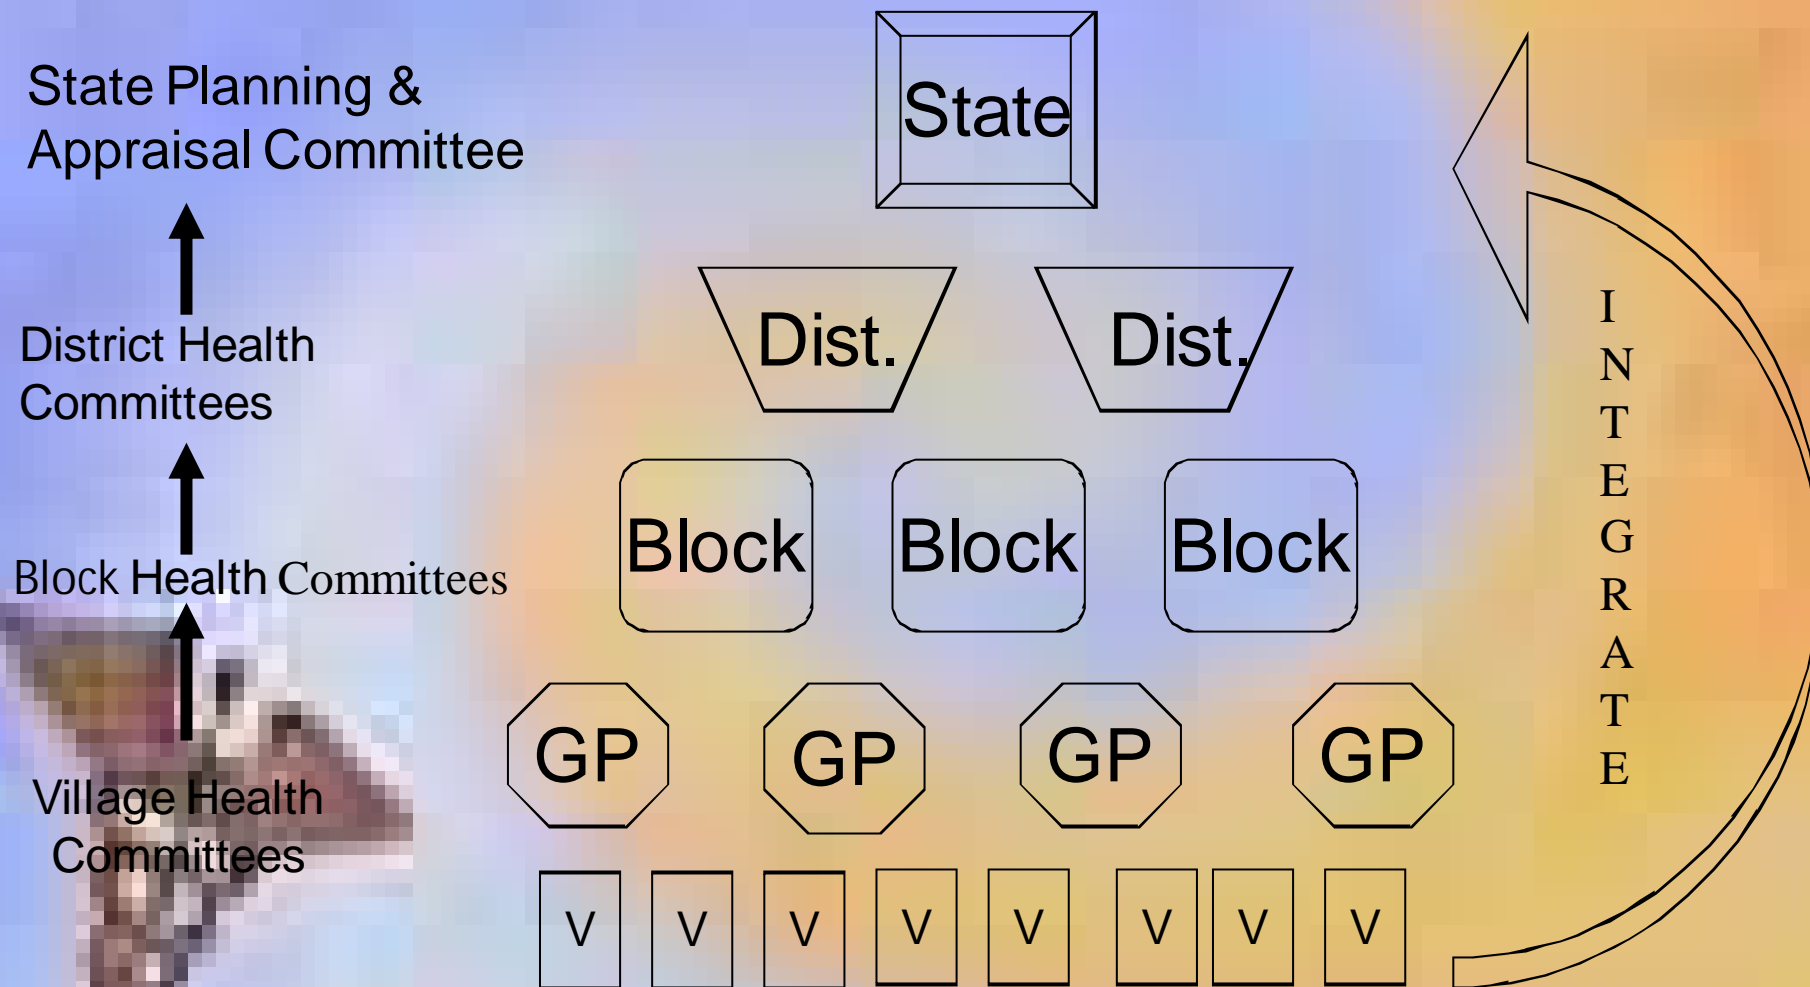 State Planning &
Appraisal Committee
District Health
Committees
Block Health Committees
Village Health
Committees
State
Dist. Dist.
Block Block Block
GP GP GP GP
V V V V V V V V
I
N
T
E
G
R
A
T
E